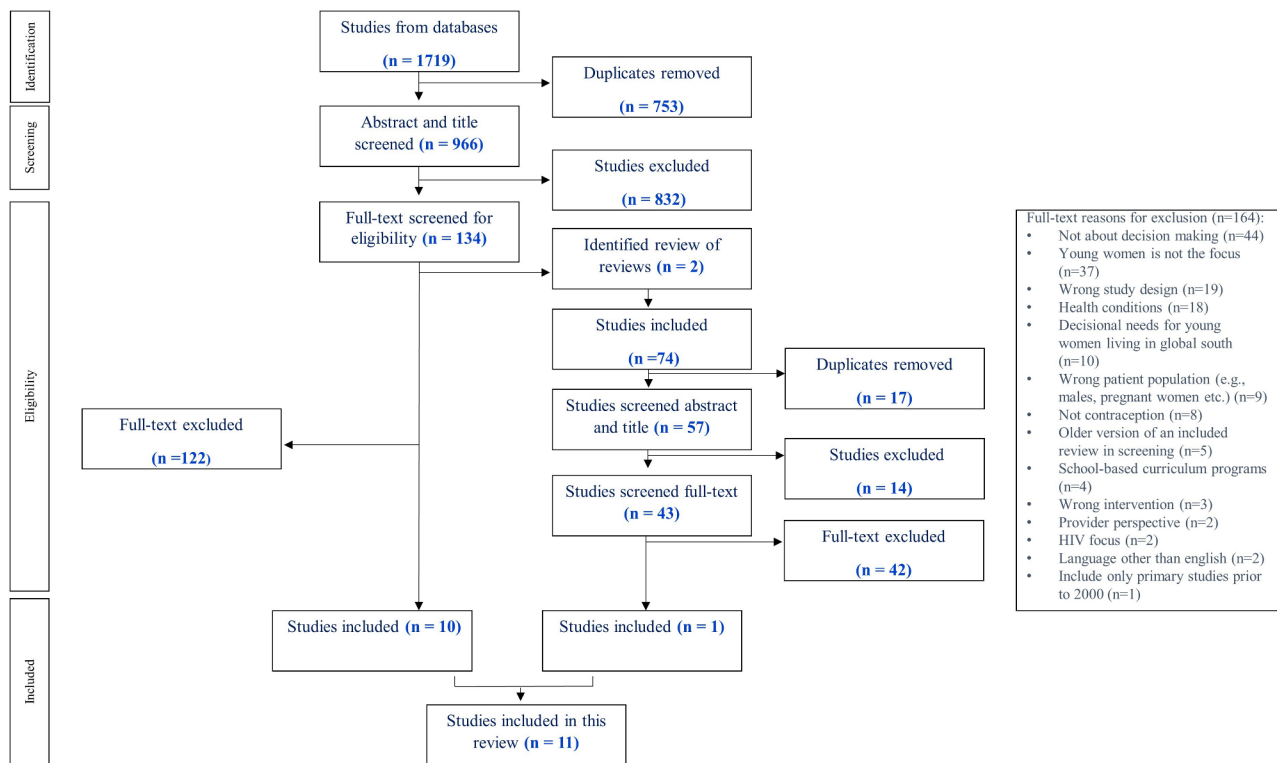 Identification
Studies from databases
(n = 1719)
Duplicates removed
(n = 753)
Screening
Abstract and title
screened (n = 966)
Studies excluded
(n = 832)
Eligibility
Full-text screened for
eligibility (n = 134)
Identified review of
reviews (n = 2)
Studies included
(n =74)
Duplicates removed
(n = 17)
Studies screened abstract
and title (n = 57)
Full-text excluded
(n =122)
Studies excluded
(n = 14)
Studies screened full-text
(n = 43)
Full-text excluded
(n = 42)
Full-text reasons for exclusion (n=164):
• Not about decision making (n=44)
• Young women is not the focus
(n=37)
• Wrong study design (n=19)
• Health conditions (n=18)
• Decisional needs for young
women living in global south
(n=10)
• Wrong patient population (e.g.,
males, pregnant women etc.) (n=9)
• Not contraception (n=8)
• Older version of an included
review in screening (n=5)
• School-based curriculum programs
(n=4)
• Wrong intervention (n=3)
• Provider perspective (n=2)
• HIV focus (n=2)
• Language other than english (n=2)
• Include only primary studies prior
to 2000 (n=1)
Included
Studies included (n = 10)
Studies included (n = 1)
Studies included in this
review (n = 11)